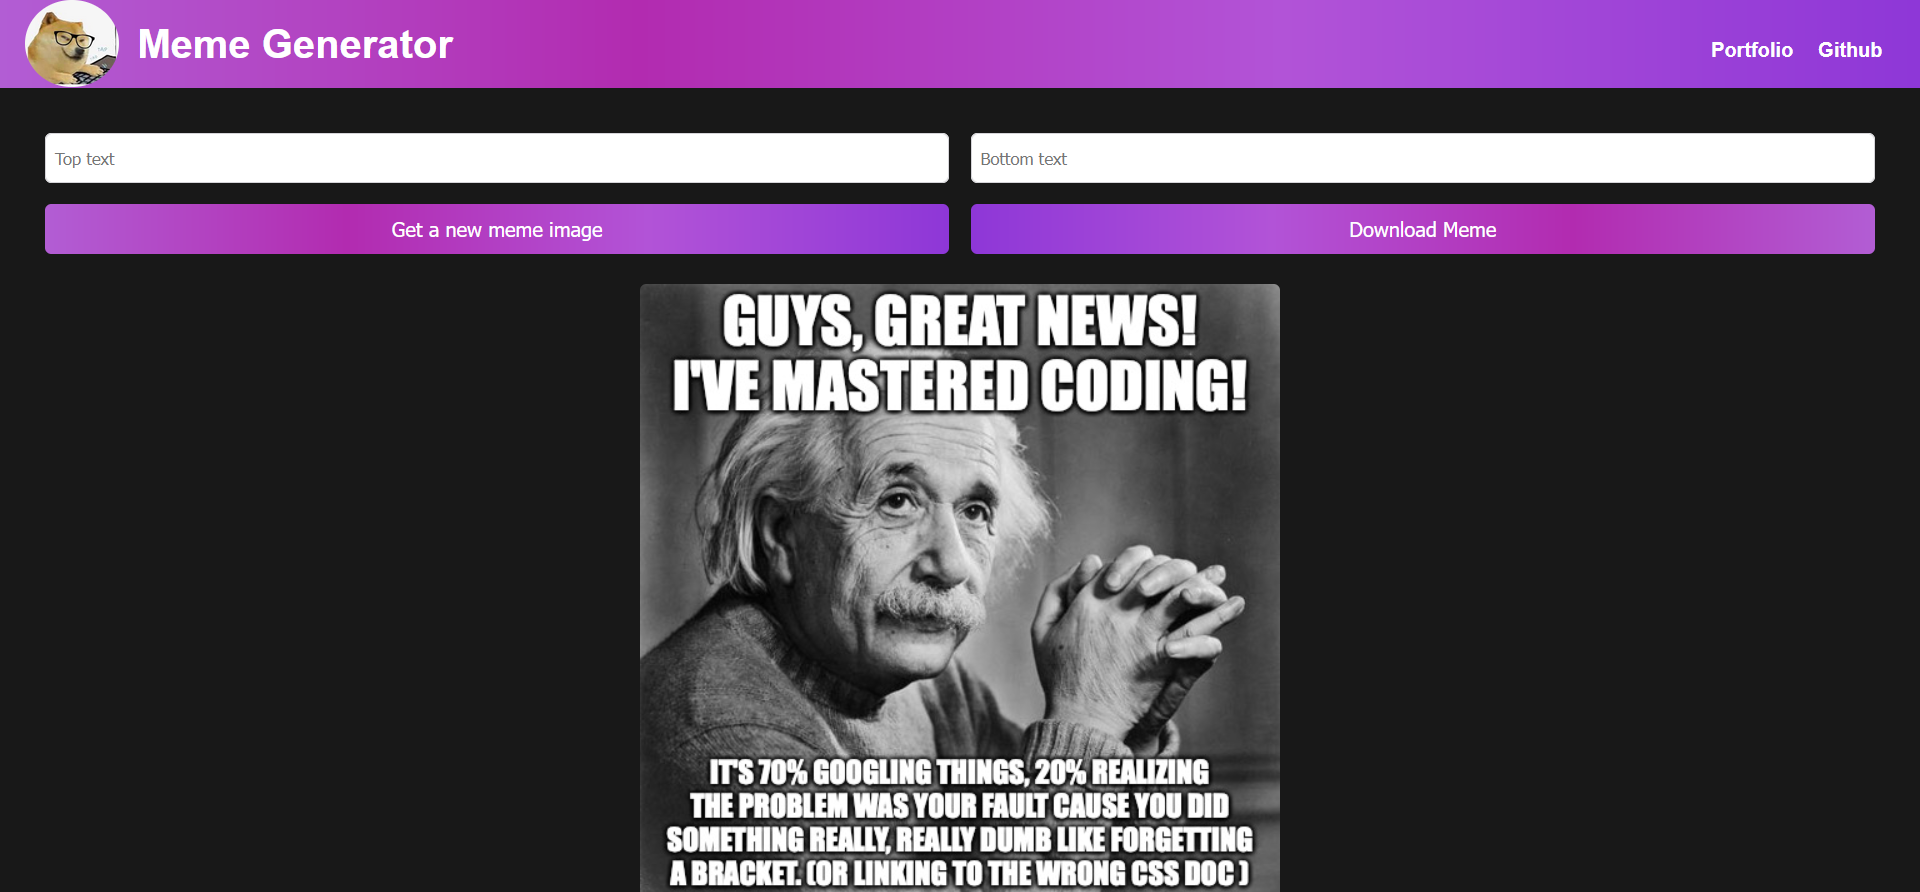 Meme Generator
Portfolio Github
Top text
Bottom text
Get a new meme image
Download Meme
GUYS, GREAT NEWS!
I'VE MASTERED CODING!
IT'S 70% GOOGLING THINGS, 20% REALIZING
THE PROBLEM WAS YOUR FAULT CAUSE YOU DID
SOMETHING REALLY, REALLY DUMB LIKE FORGETTING
A BRACKET. (OR LINKING TO THE WRONG CSS DOC )